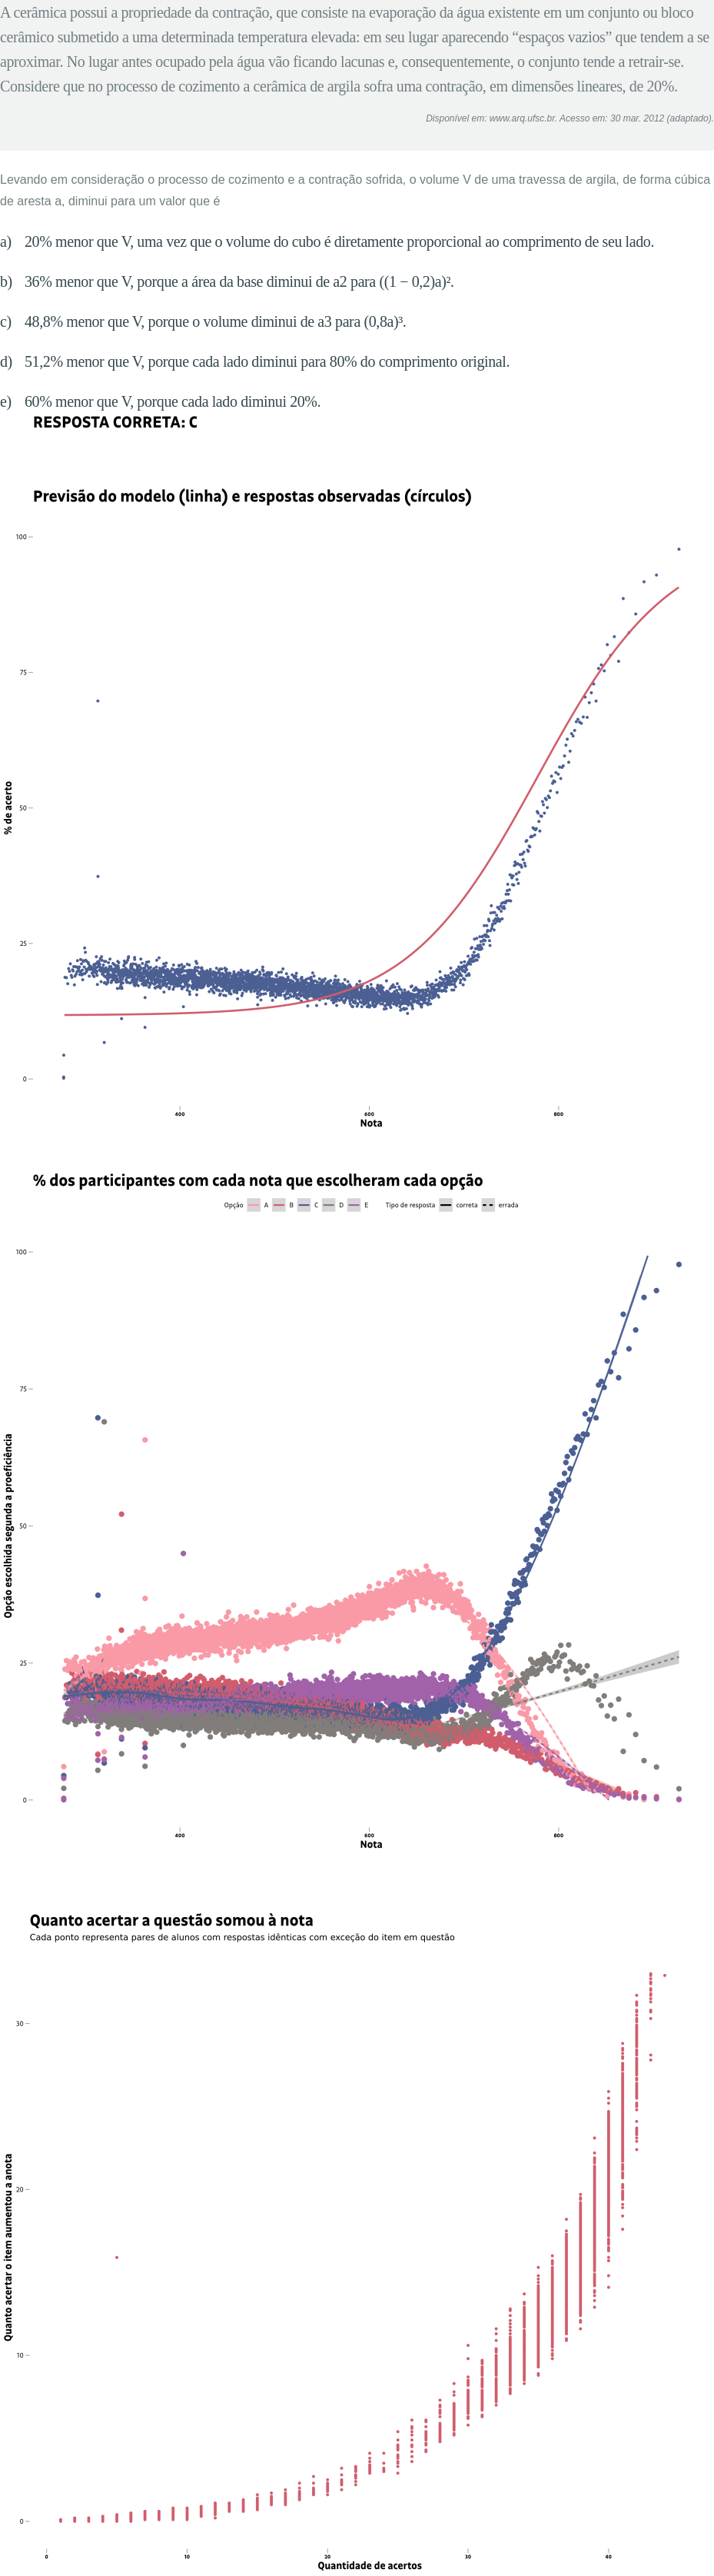 A cerâmica possui a propriedade da contração, que consiste na evaporação da água existente em um conjunto ou bloco
cerâmico submetido a uma determinada temperatura elevada: em seu lugar aparecendo “espaços vazios” que tendem a se
aproximar. No lugar antes ocupado pela água vão ficando lacunas e, consequentemente, o conjunto tende a retrair-se.
Considere que no processo de cozimento a cerâmica de argila sofra uma contração, em dimensões lineares, de 20%.
Disponível em: www.arq.ufsc.br. Acesso em: 30 mar. 2012 (adaptado).
Levando em consideração o processo de cozimento e a contração sofrida, o volume V de uma travessa de argila, de forma cúbica
de aresta a, diminui para um valor que é
a) 20% menor que V, uma vez que o volume do cubo é diretamente proporcional ao comprimento de seu lado.
b) 36% menor que V, porque a área da base diminui de a2 para ((1 − 0,2)a)².
c) 48,8% menor que V, porque o volume diminui de a3 para (0,8a)³.
d) 51,2% menor que V, porque cada lado diminui para 80% do comprimento original.
e) 60% menor que V, porque cada lado diminui 20%.
RESPOSTA CORRETA: C
Previsão do modelo (linha) e respostas observadas (círculos)
100
75
50
25
0
% de acerto
400 600 800
Nota
% dos participantes com cada nota que escolheram cada opção
Opção A B C D E Tipo de resposta correta errada
100
75
50
25
0
Opção escolhida segunda a proeficiência
400 600 800
Nota
Quanto acertar a questão somou à nota
Cada ponto representa pares de alunos com respostas idênticas com exceção do item em questão
30
20
10
0
Quanto acertar o item aumentou a anota
0 10 20 30 40
Quantidade de acertos